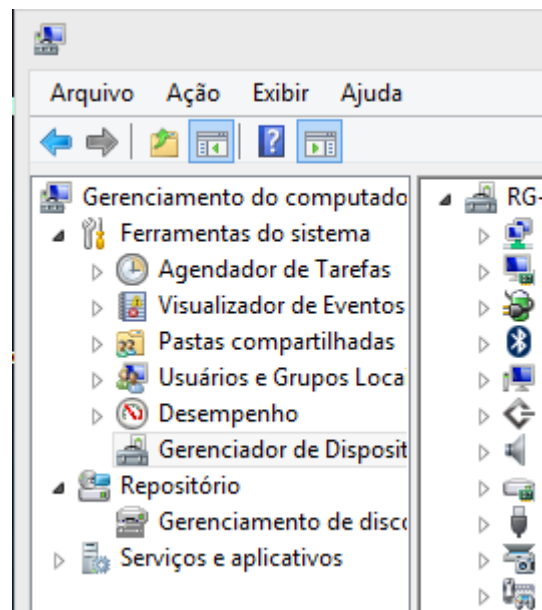 Arquivo Ação Exibir Ajuda
Gerenciamento do computado
Ferramentas do sistema
Agendador de Tarefas
Visualizador de Eventos
Pastas compartilhadas
Usuários e Grupos Loca
Desempenho
Gerenciador de Disposit
Repositório
Gerenciamento de disco
Serviços e aplicativos
RG-